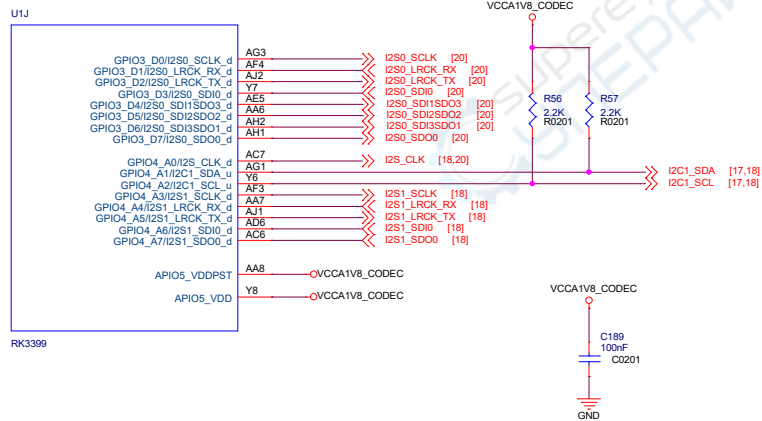 U1J
VCCA1V8_CODEC
GPIO3_D0/I2S0_SCLK_d AG3 I2S0_SCLK [20]
GPIO3_D1/I2S0_LRCK_RX_d AF4 I2S0_LRCK_RX [20]
GPIO3_D2/I2S0_LRCK_TX_d AJ2 I2S0_LRCK_TX [20]
GPIO3_D3/I2S0_SDI0_d Y7 I2S0_SDI0 [20]
GPIO3_D4/I2S0_SDI1SDO3_d AE5 I2S0_SDI1SDO3 [20]
GPIO3_D5/I2S0_SDI2SDO2_d AA6 I2S0_SDI2SDO2 [20]
GPIO3_D6/I2S0_SDI3SDO1_d AH2 I2S0_SDI3SDO1 [20]
GPIO3_D7/I2S0_SDO0_d AH1 I2S0_SDO0 [20]
R56
2.2K
R0201
R57
2.2K
R0201
GPIO4_A0/I2S_CLK_d AC7 I2S_CLK [18,20]
GPIO4_A1/I2C1_SDA_u AG1 I2C1_SDA [17,18]
GPIO4_A2/I2C1_SCL_u Y6 I2C1_SCL [17,18]
GPIO4_A3/I2S1_SCLK_d AF3 I2S1_SCLK [18]
GPIO4_A4/I2S1_LRCK_RX_d AA7 I2S1_LRCK_RX [18]
GPIO4_A5/I2S1_LRCK_TX_d AJ1 I2S1_LRCK_TX [18]
GPIO4_A6/I2S1_SDI0_d AD6 I2S1_SDI0 [18]
GPIO4_A7/I2S1_SDO0_d AC6 I2S1_SDO0 [18]
APIO5_VDDPST AA8 VCCA1V8_CODEC
APIO5_VDD Y8 VCCA1V8_CODEC
RK3399
VCCA1V8_CODEC
C189
100nF
C0201
GND